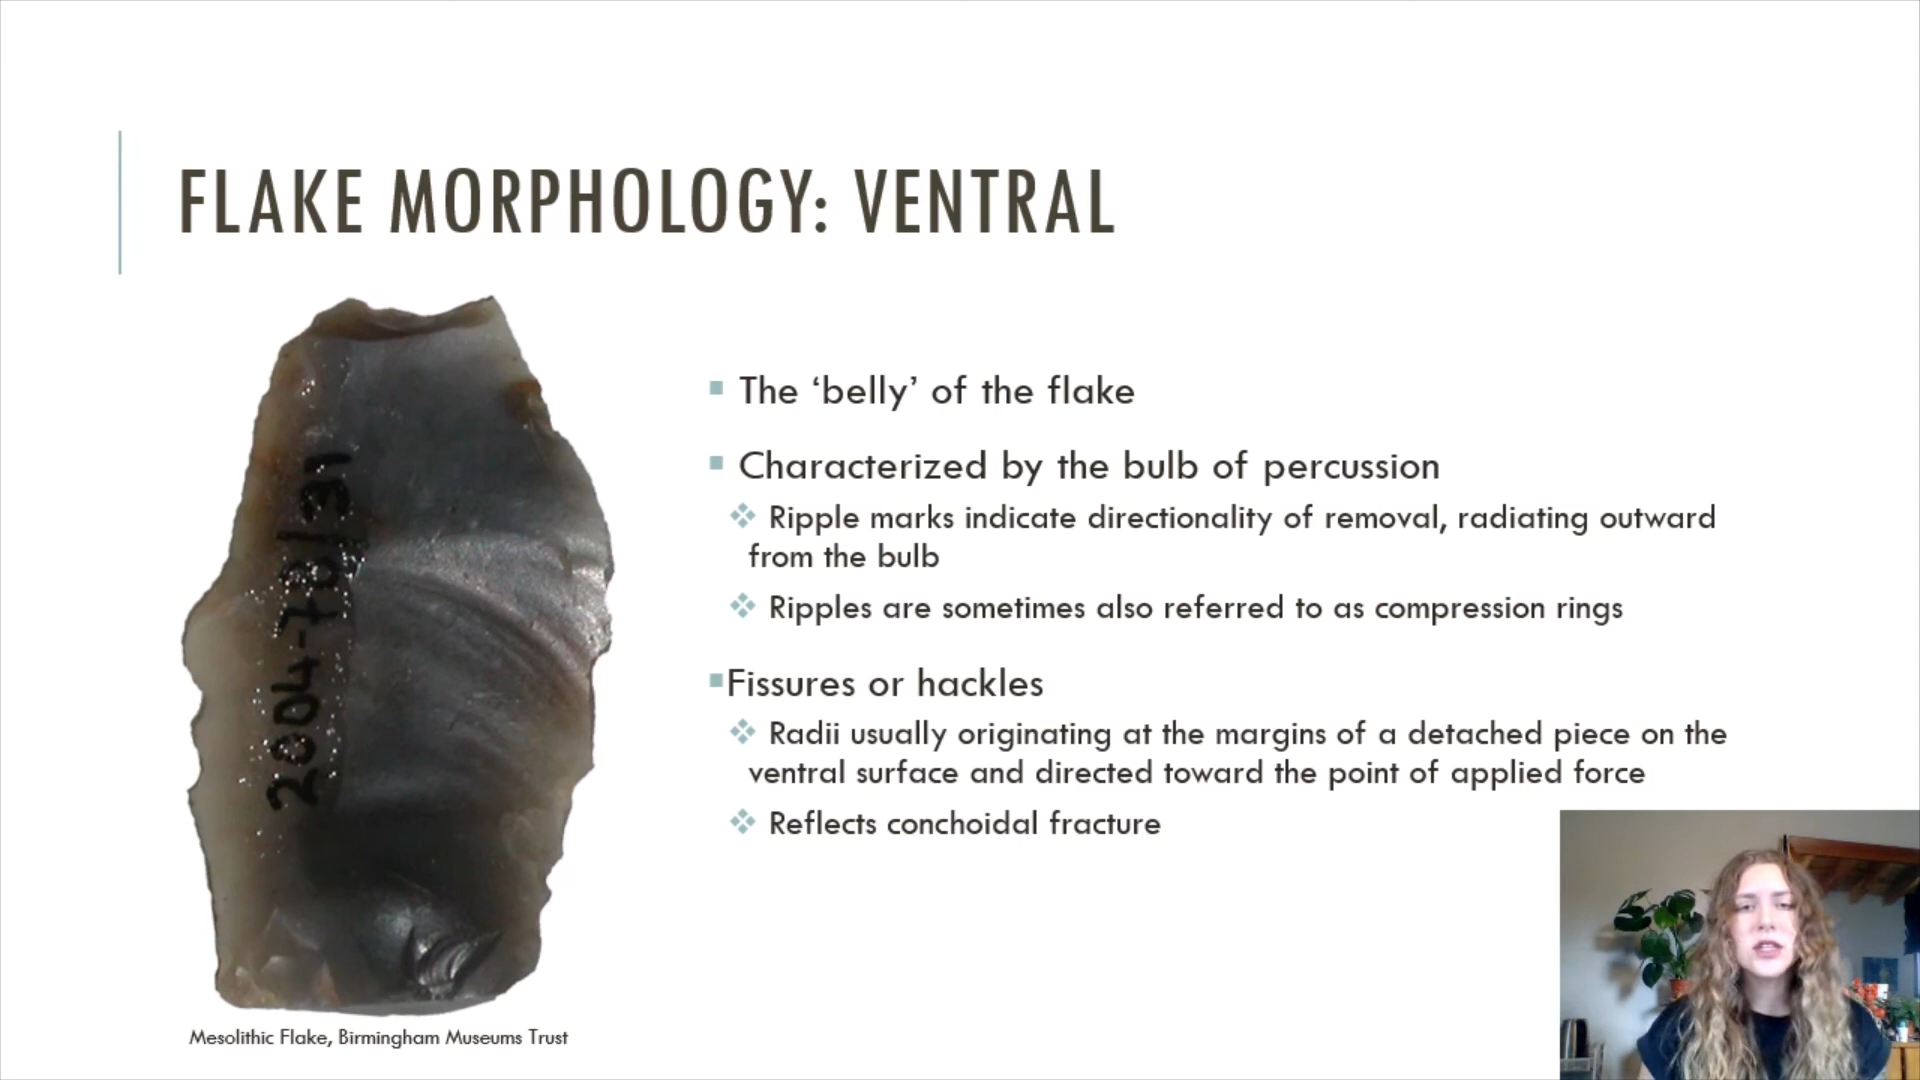 FLAKE MORPHOLOGY: VENTRAL
2004-78/31
The ‘belly’ of the flake
Characterized by the bulb of percussion
Ripple marks indicate directionality of removal, radiating outward
from the bulb
Ripples are sometimes also referred to as compression rings
Fissures or hackles
Radii usually originating at the margins of a detached piece on the
ventral surface and directed toward the point of applied force
Reflects conchoidal fracture
Mesolithic Flake, Birmingham Museums Trust